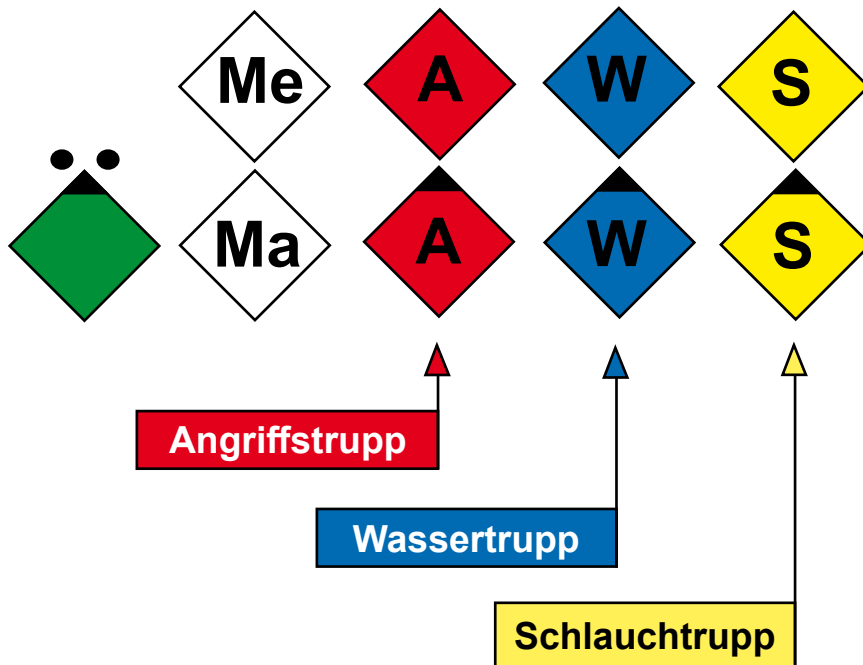 Me A W S
Ma A W S
Angriffstrupp
Wassertrupp
Schlauchtrupp